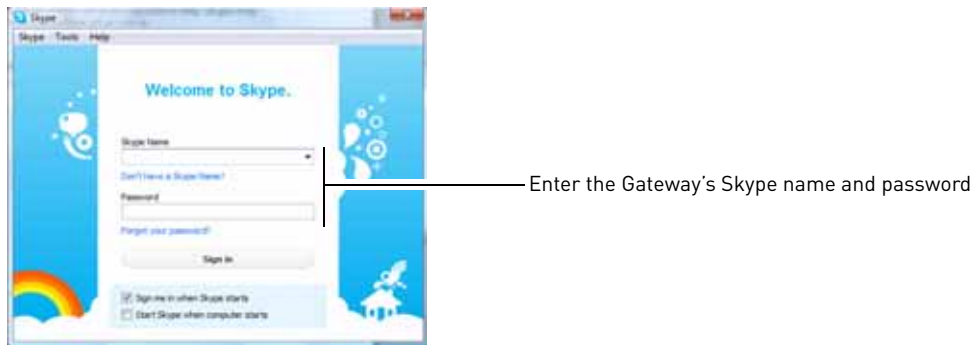 Skype
Skype Tools Help
Welcome to Skype.
Skype Name
Don't have a Skype Name?
Password
Forgot your password?
Sign in
Sign me in when Skype starts
Start Skype when computer starts
Enter the Gateway's Skype name and password